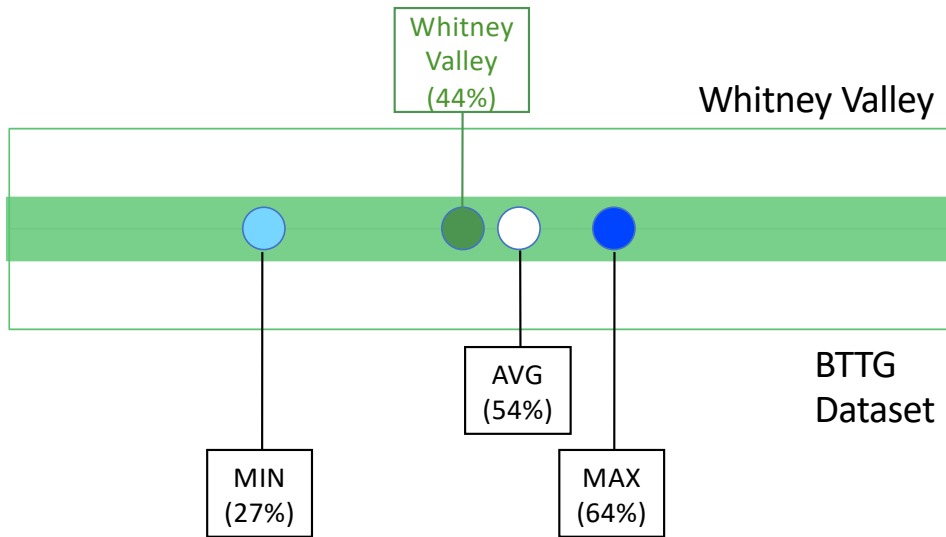 Whitney
Valley
(44%)
Whitney Valley
AVG
(54%)
BTTG
Dataset
MIN
(27%)
MAX
(64%)